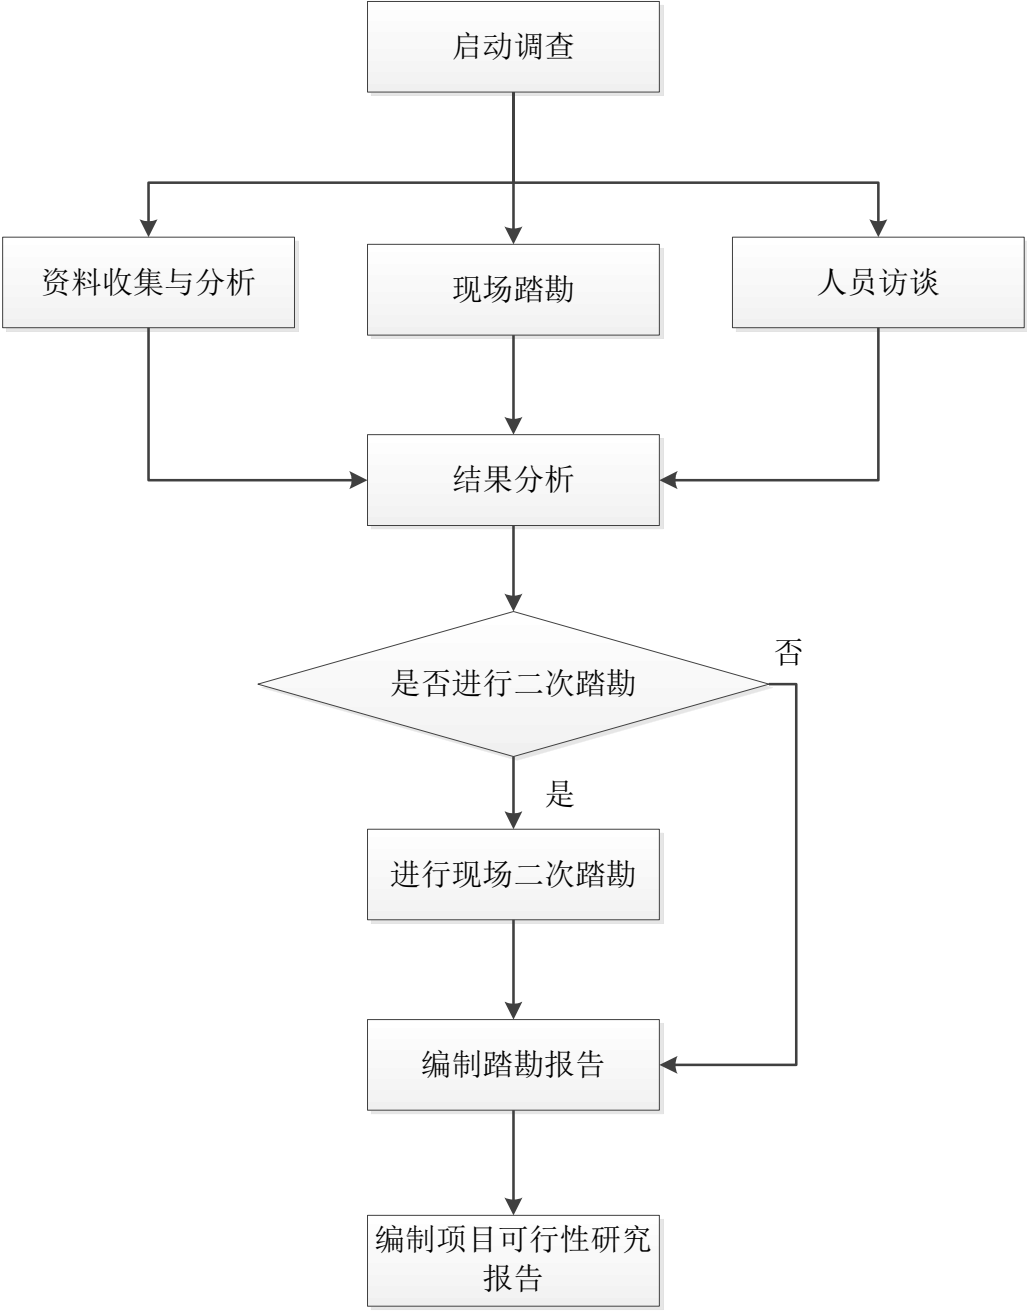 启动调查
资料收集与分析
现场踏勘
人员访谈
结果分析
是否进行二次踏勘
否
是
进行现场二次踏勘
编制踏勘报告
编制项目可行性研究
报告